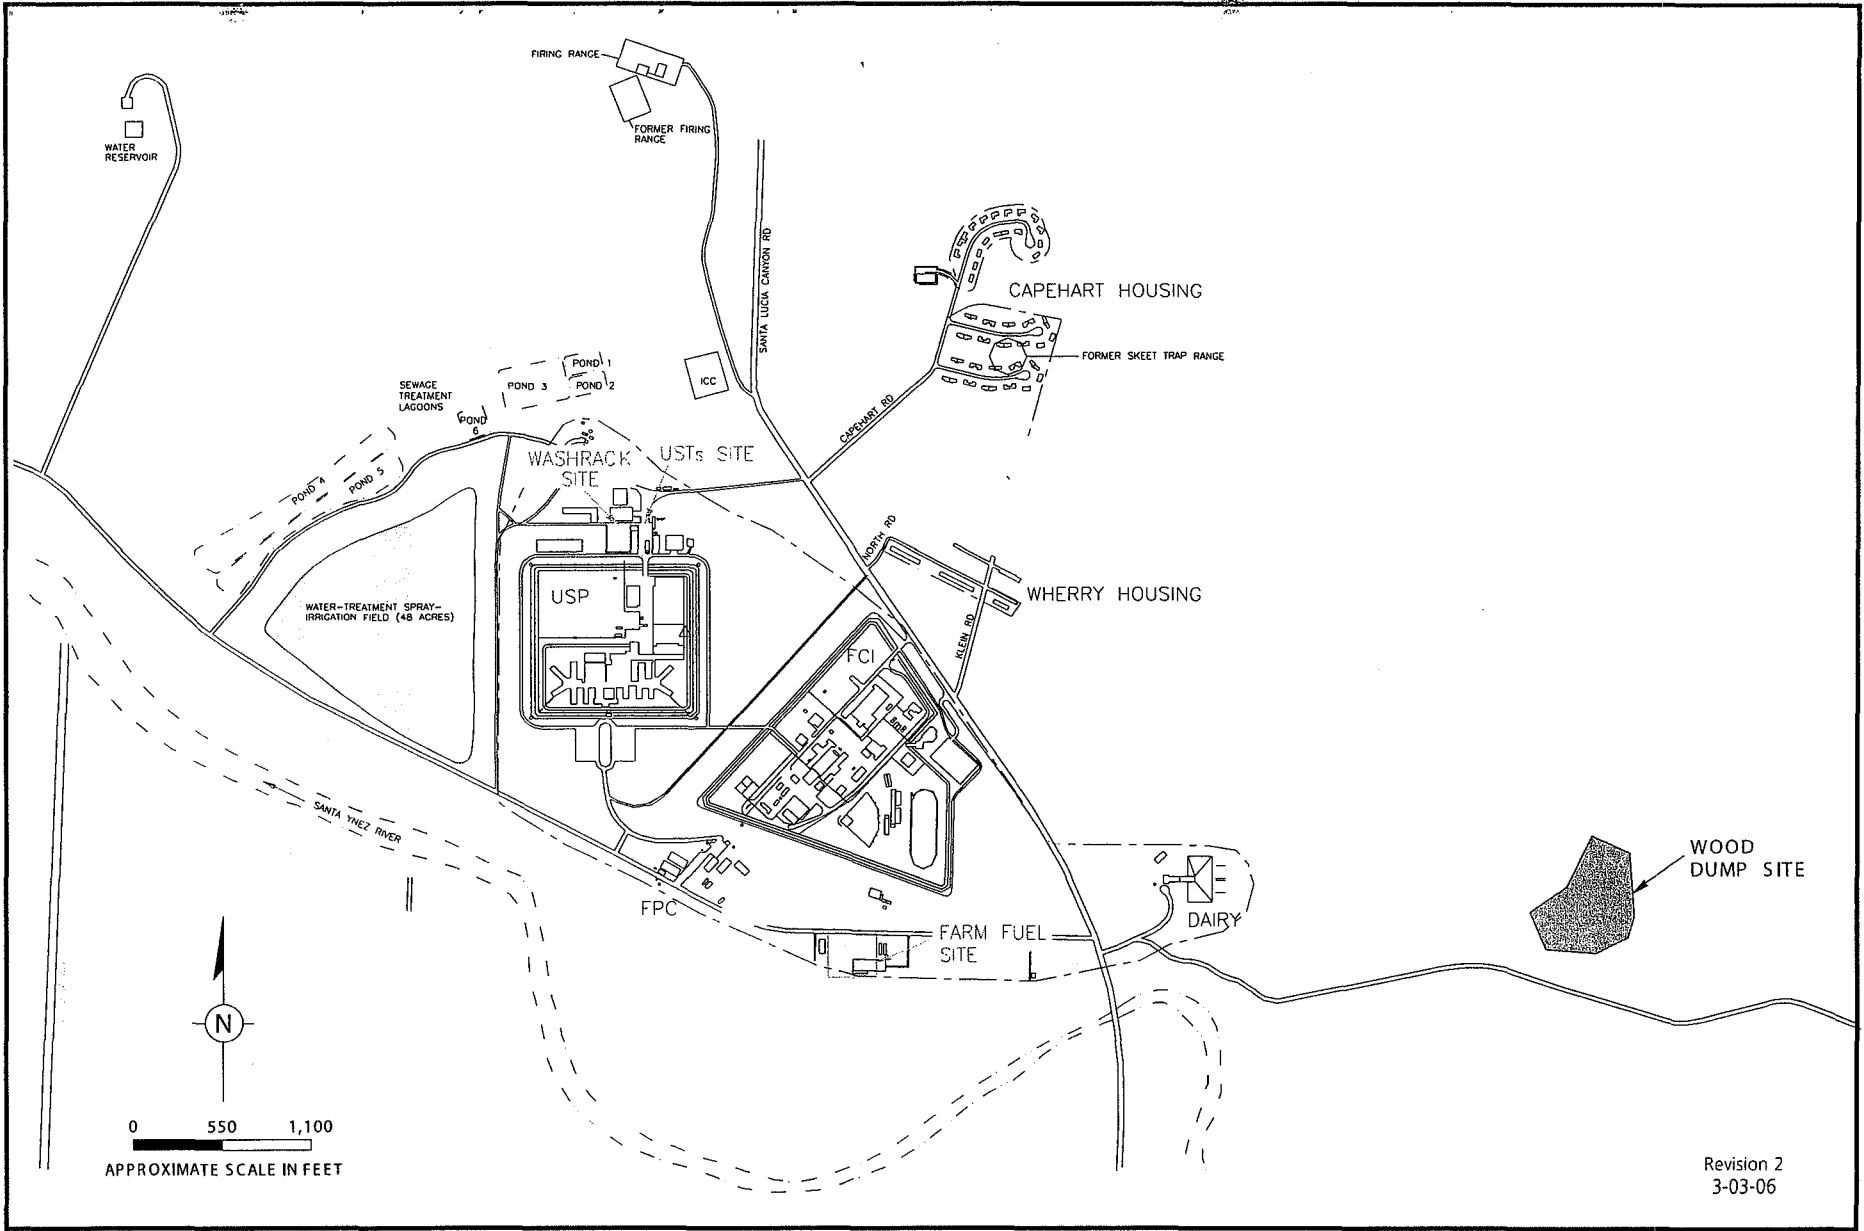 FIRING RANGE
FORMER FIRING
RANGE
WATER
RESERVOIR
SANTA LUCIA CANYON RD
CAPEHART HOUSING
FORMER SKEET TRAP RANGE
CAPEHART RD
ICC
POND 1
POND 2
POND 3
SEWAGE
TREATMENT
LAGOONS
POND
6
POND 4
POND 5
WASHRACK
SITE
USTs SITE
NORTH RD
WHERRY HOUSING
KLEIN RD
USP
WATER-TREATMENT SPRAY-
IRRIGATION FIELD (48 ACRES)
FCI
SANTA YNEZ RIVER
WOOD
DUMP SITE
FPC
DAIRY
FARM FUEL
SITE
N
0 550 1,100
APPROXIMATE SCALE IN FEET
Revision 2
3-03-06